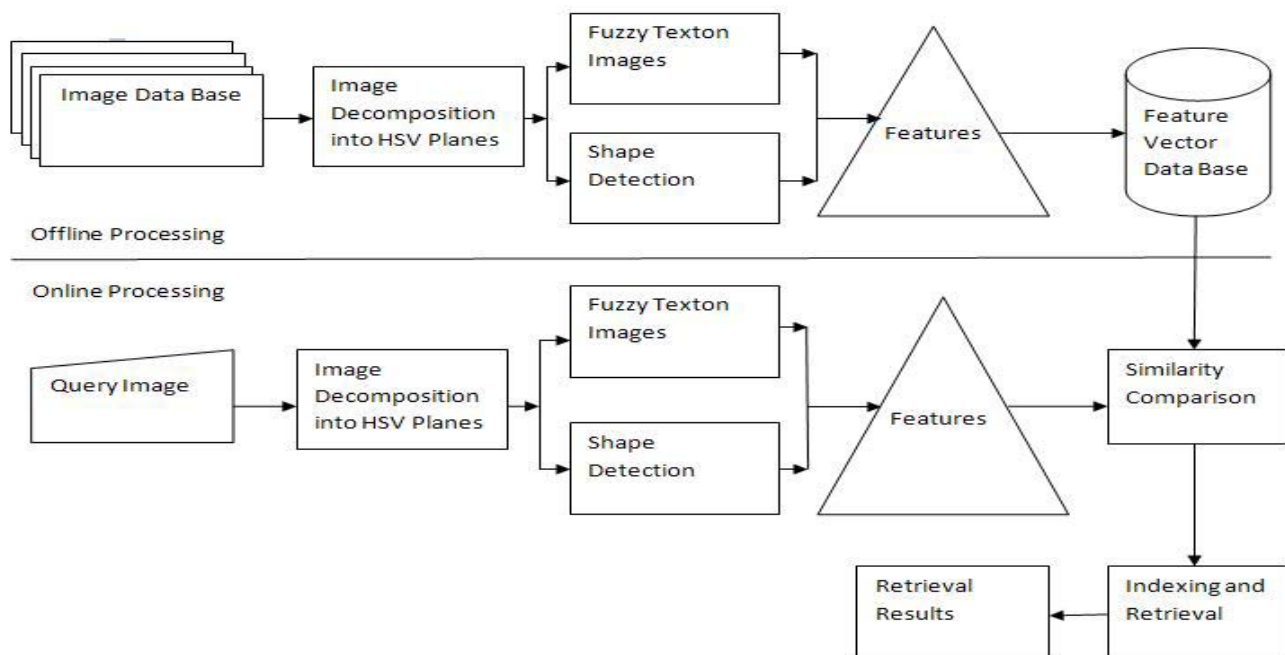 Image Data Base
Image
Decomposition
into HSV Planes
Fuzzy Texton
Images
Shape
Detection
Features
Feature
Vector
Data Base
Offline Processing
Online Processing
Query Image
Image
Decomposition
into HSV Planes
Fuzzy Texton
Images
Shape
Detection
Features
Similarity
Comparison
Indexing and
Retrieval
Retrieval
Results